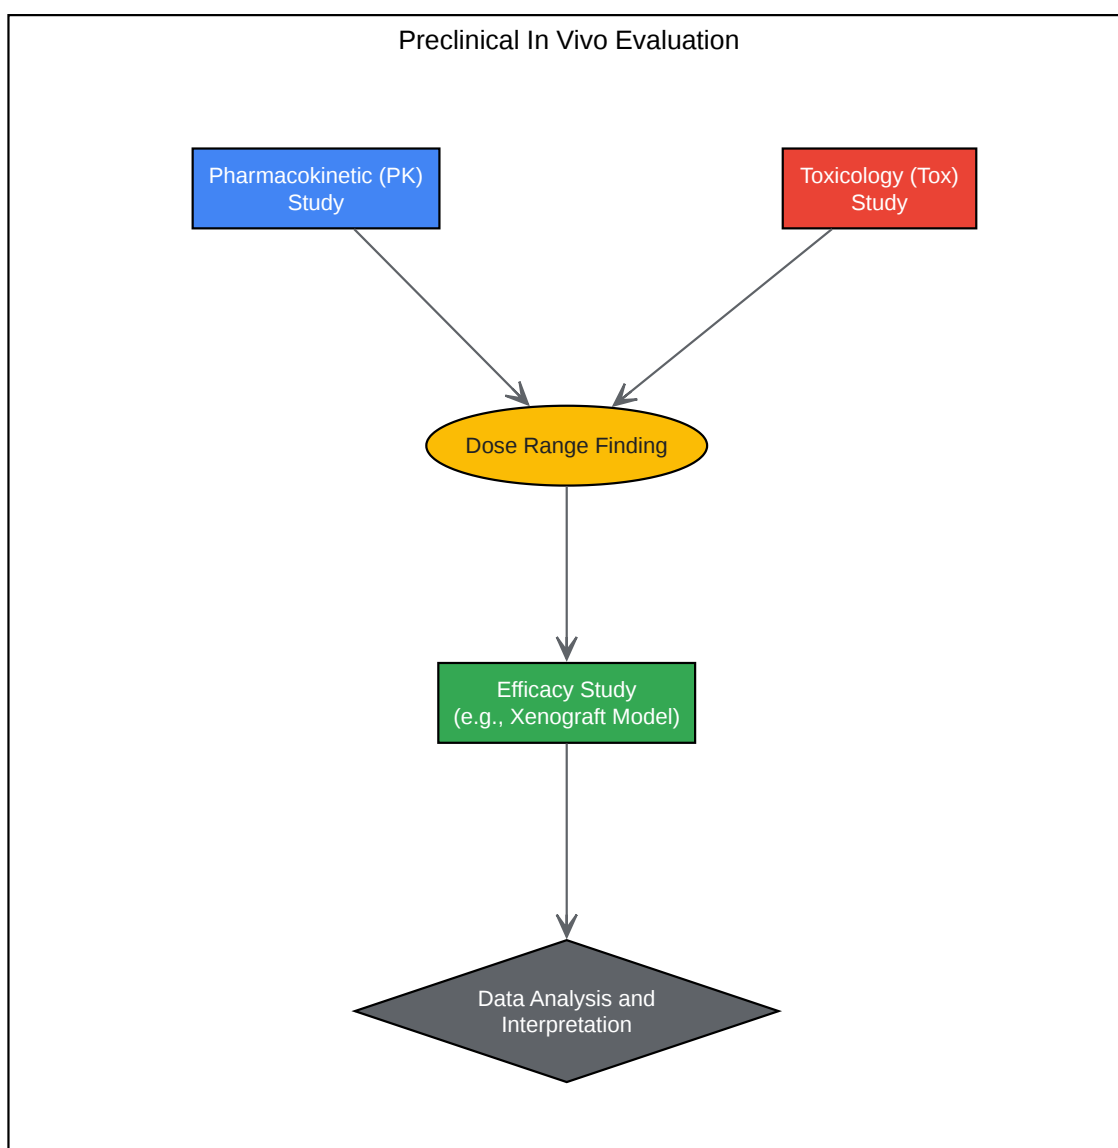 Preclinical In Vivo Evaluation
Pharmacokinetic (PK)
Study
Toxicology (Tox)
Study
Dose Range Finding
Efficacy Study
(e.g., Xenograft Model)
Data Analysis and
Interpretation